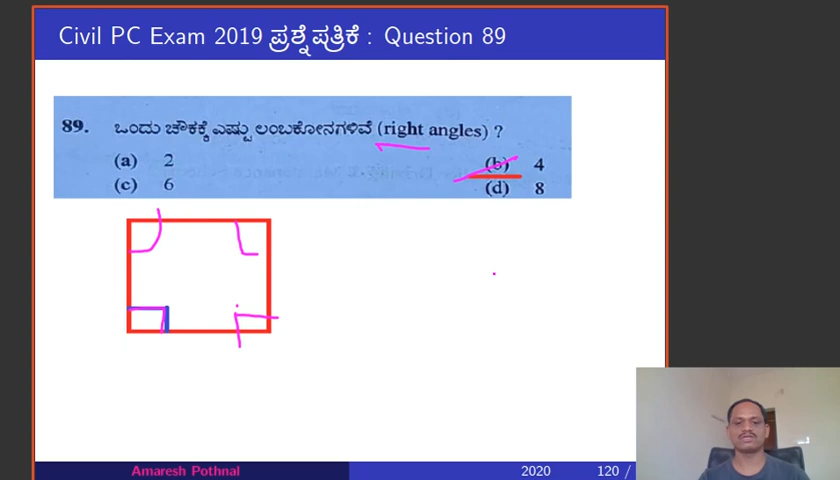 Civil PC Exam 2019 ಪ್ರಶ್ನೆ ಪತ್ರಿಕೆ : Question 89
89. ಒಂದು ಚೌಕಕ್ಕೆ ಎಷ್ಟು ಲಂಬಕೋನಗಳಿವೆ (right angles) ?
(a) 2 (b) 4
(c) 6 (d) 8
Amaresh Pothnal 2020 120 /